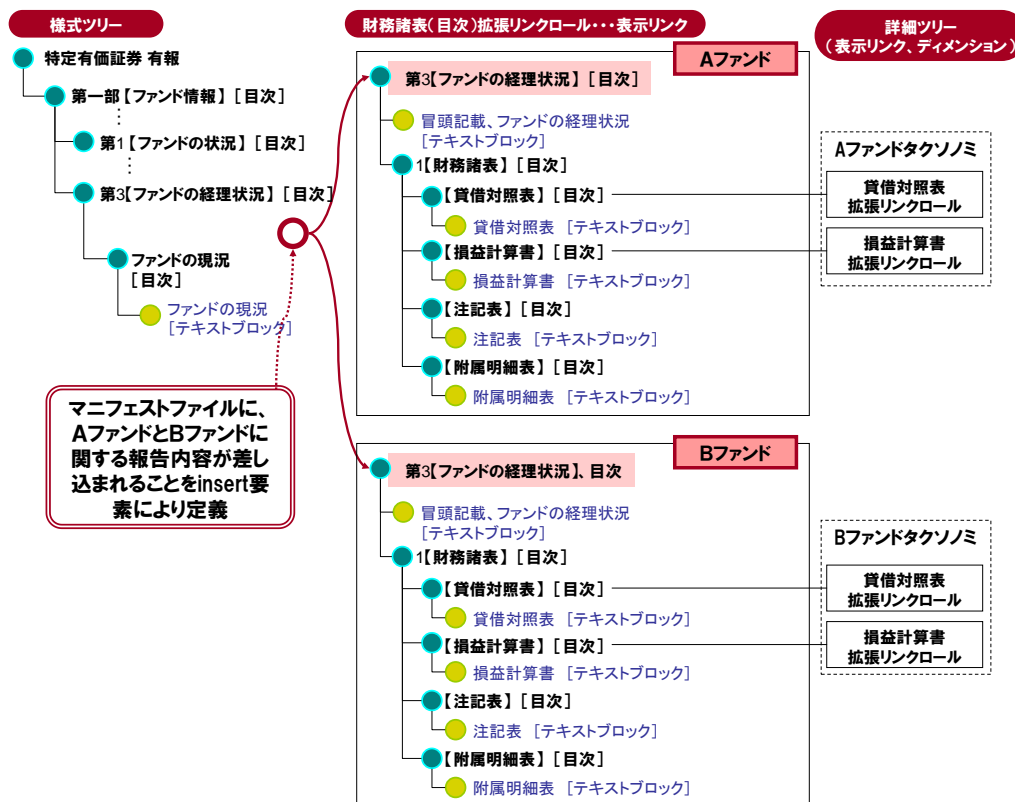 様式ツリー
特定有価証券 有報
第一部【ファンド情報】 [目次]
⋮
第1【ファンドの状況】 [目次]
⋮
第3【ファンドの経理状況】 [目次]
ファンドの現況
[目次]
ファンドの現況
[テキストブロック]
マニフェストファイルに、
AファンドとBファンドに
関する報告内容が差し
込まれることをinsert要
素により定義
財務諸表(目次)拡張リンクロール・・・表示リンク
Aファンド
第3【ファンドの経理状況】 [目次]
冒頭記載、ファンドの経理状況
[テキストブロック]
1【財務諸表】 [目次]
【貸借対照表】 [目次]
貸借対照表 [テキストブロック]
【損益計算書】 [目次]
損益計算書 [テキストブロック]
【注記表】 [目次]
注記表 [テキストブロック]
【附属明細表】 [目次]
附属明細表 [テキストブロック]
Bファンド
第3【ファンドの経理状況】、目次
冒頭記載、ファンドの経理状況
[テキストブロック]
1【財務諸表】 [目次]
【貸借対照表】 [目次]
貸借対照表 [テキストブロック]
【損益計算書】 [目次]
損益計算書 [テキストブロック]
【注記表】 [目次]
注記表 [テキストブロック]
【附属明細表】 [目次]
附属明細表 [テキストブロック]
詳細ツリー
(表示リンク、ディメンション)
Aファンドタクソノミ
貸借対照表
拡張リンクロール
損益計算書
拡張リンクロール
Bファンドタクソノミ
貸借対照表
拡張リンクロール
損益計算書
拡張リンクロール